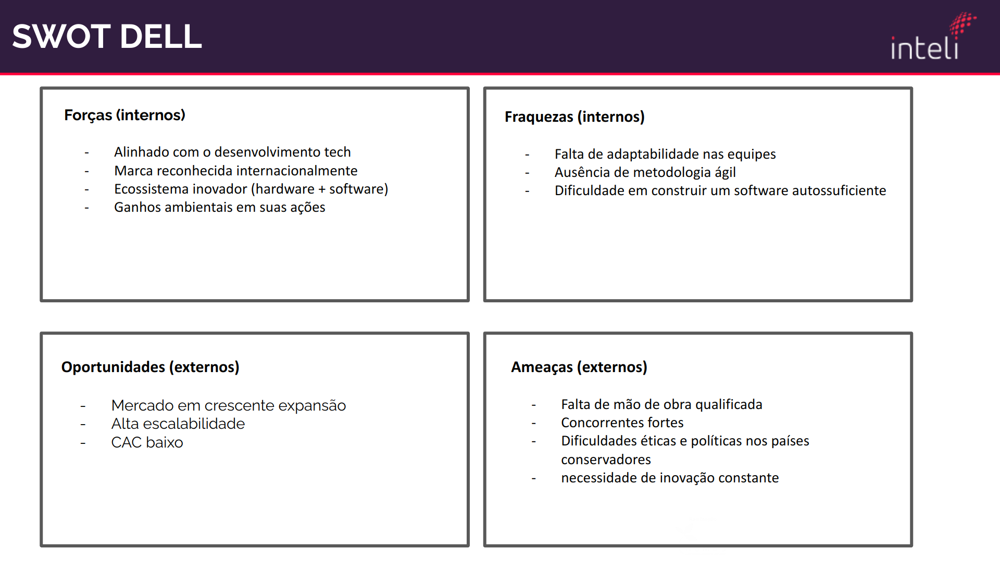 SWOT DELL
inteli
Forças (internos)
- Alinhado com o desenvolvimento tech
- Marca reconhecida internacionalmente
- Ecossistema inovador (hardware + software)
- Ganhos ambientais em suas ações
Fraquezas (internos)
- Falta de adaptabilidade nas equipes
- Ausência de metodologia ágil
- Dificuldade em construir um software autossuficiente
Oportunidades (externos)
- Mercado em crescente expansão
- Alta escalabilidade
- CAC baixo
Ameaças (externos)
- Falta de mão de obra qualificada
- Concorrentes fortes
- Dificuldades éticas e políticas nos países
conservadores
- necessidade de inovação constante